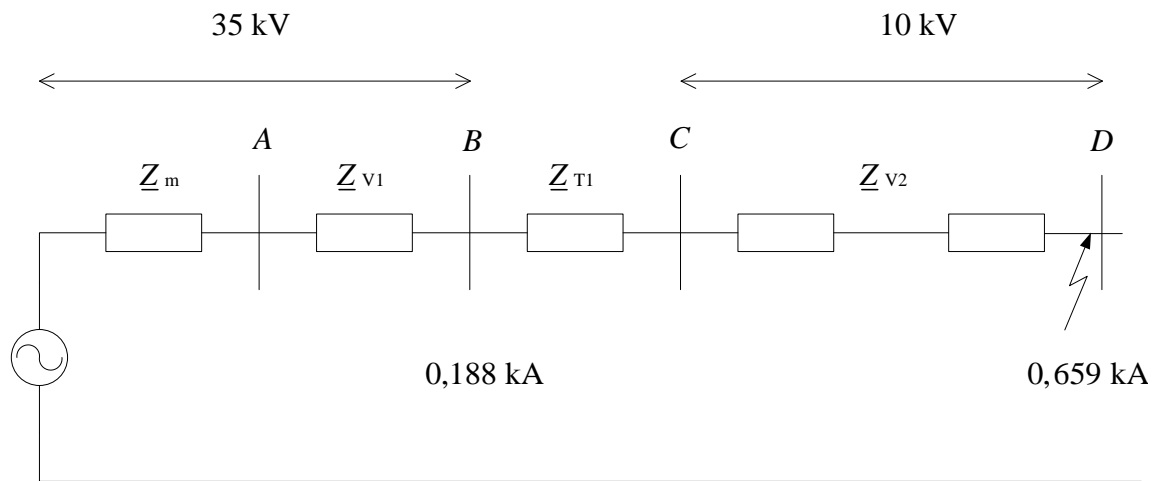 35 kV 10 kV
A B C D
Z m Z V1 Z T1 Z V2
0,188 kA 0,659 kA